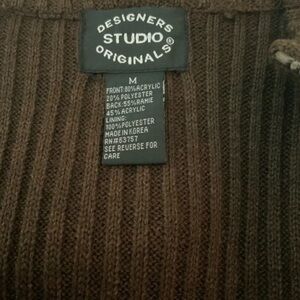 DESIGNERS
STUDIO
ORIGINALS®
M
FRONT:80%ACRYLIC
20%POLYESTER
BACK:55%RAMIE
45%ACRYLIC
LINING:
100%POLYESTER
MADE IN KOREA
RN#63757
SEE REVERSE FOR
CARE